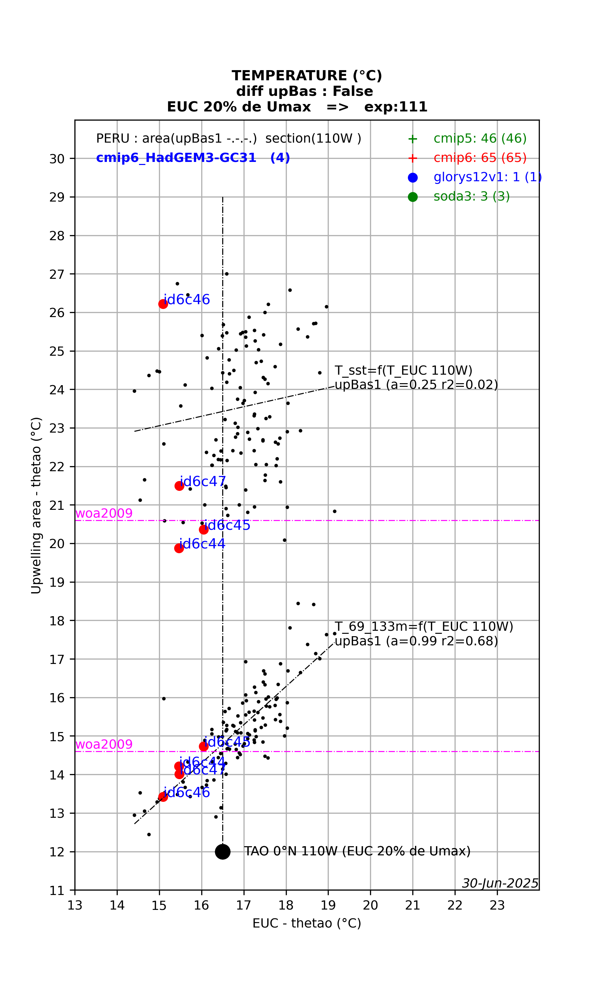 TEMPERATURE (°C)
diff upBas : False
EUC 20% de Umax => exp:111
PERU : area(upBas1 -.-.-.) section(110W )
cmip6_HadGEM3-GC31 (4)
cmip5: 46 (46)
cmip6: 65 (65)
glorys12v1: 1 (1)
soda3: 3 (3)
30
29
28
27
26
25
24
23
22
21
20
19
18
17
16
15
14
13
12
11
Upwelling area - thetao (°C)
id6c46
T_sst=f(T_EUC 110W)
upBas1 (a=0.25 r2=0.02)
id6c47
woa2009
id6c45
id6c44
T_69_133m=f(T_EUC 110W)
upBas1 (a=0.99 r2=0.68)
id6c45
woa2009
id6c44
id6c47
id6c46
TAO 0°N 110W (EUC 20% de Umax)
30-Jun-2025
13 14 15 16 17 18 19 20 21 22 23
EUC - thetao (°C)